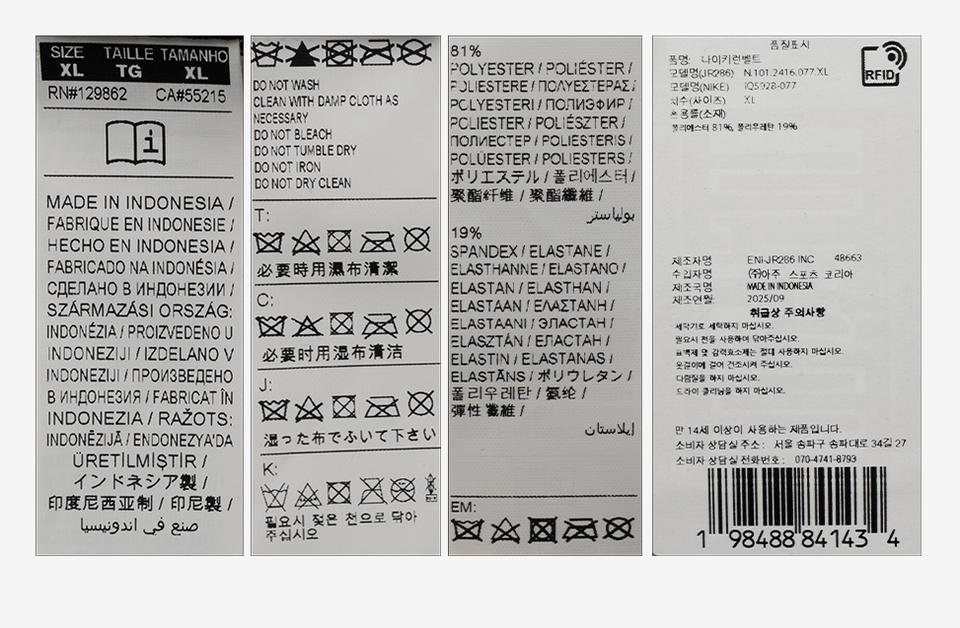 SIZE TAILLE TAMANHO
XL TG XL
RN#129862 CA#55215
MADE IN INDONESIA /
FABRIQUE EN INDONESIE /
HECHO EN INDONESIA /
FABRICADO NA INDONÉSIA /
СДЕЛАНО В ИНДОНЕЗИИ /
SZÁRMAZÁSI ORSZÁG:
INDONÉZIA / PROIZVEDENO U
INDONEZIJI / IZDELANO V
INDONEZIJI / ПРОИЗВЕДЕНО
В ИНДОНЕЗИЯ / FABRICAT ÎN
INDONEZIA / RAŽOTS:
INDONĒZIJĀ / ENDONEZYA'DA
ÜRETİLMİŞTİR /
インドネシア製 /
印度尼西亚制 / 印尼製 /
صنع في اندونيسيا
DO NOT WASH
CLEAN WITH DAMP CLOTH AS
NECESSARY
DO NOT BLEACH
DO NOT TUMBLE DRY
DO NOT IRON
DO NOT DRY CLEAN
T:
必要時用濕布清潔
C:
必要时用湿布清洁
J:
湿った布でふいて下さい
K:
필요시 젖은 천으로 닦아
주십시오
81%
POLYESTER / POLIÉSTER /
POLIESTERE / ΠΟΛΥΕΣΤΕΡΑΣ /
POLYESTERI / ПОЛИЭФИР /
POLIESTER / POLIÉSZTER /
ПОЛИЕСТЕР / POLIESTERIS /
POLÜESTER / POLIESTERS /
ポリエステル / 폴리에스터 /
聚酯纤维 / 聚酯纖維 /
بولياستر
19%
SPANDEX / ELASTANE /
ELASTHANNE / ELASTANO /
ELASTAN / ELASTHAN /
ELASTAAN / ΕΛΑΣΤΑΝΗ /
ELASTAANI / ЭЛАСТАН /
ELASZTÁN / ЕЛАСТАН /
ELASTIN / ELASTANAS /
ELASTĀNS / ポリウレタン /
폴리우레탄 / 氨纶 /
彈性纖維 /
إيلاستان
EM:
품질표시
품명: 나이키런벨트
모델명(JR286) N.101.2416.077.XL
모델명(NIKE) IQ5928-077
치수(사이즈) XL
혼용률(소재)
폴리에스터 81%, 폴리우레탄 19%
RFID
제조자명 ENI-JR286 INC 48663
수입자명 (주)아주 스포츠 코리아
제조국명 MADE IN INDONESIA
제조연월 2025/09
취급상 주의사항
세탁기로 세탁하지 마십시오.
필요시 천을 사용하여 닦아주십시오.
표백제 및 강력효소제는 절대 사용하지 마십시오.
옷걸이에 걸어 건조시켜 주십시오.
다림질을 하지 마십시오.
드라이 클리닝을 하지 마십시오.
만 14세 이상이 사용하는 제품입니다.
소비자 상담실 주소: 서울 송파구 송파대로 34길 27
소비자 상담실 전화번호: 070-4741-8793
1 98488 84143 4